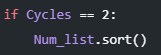 if Cycles == 2:
    Num_list.sort()